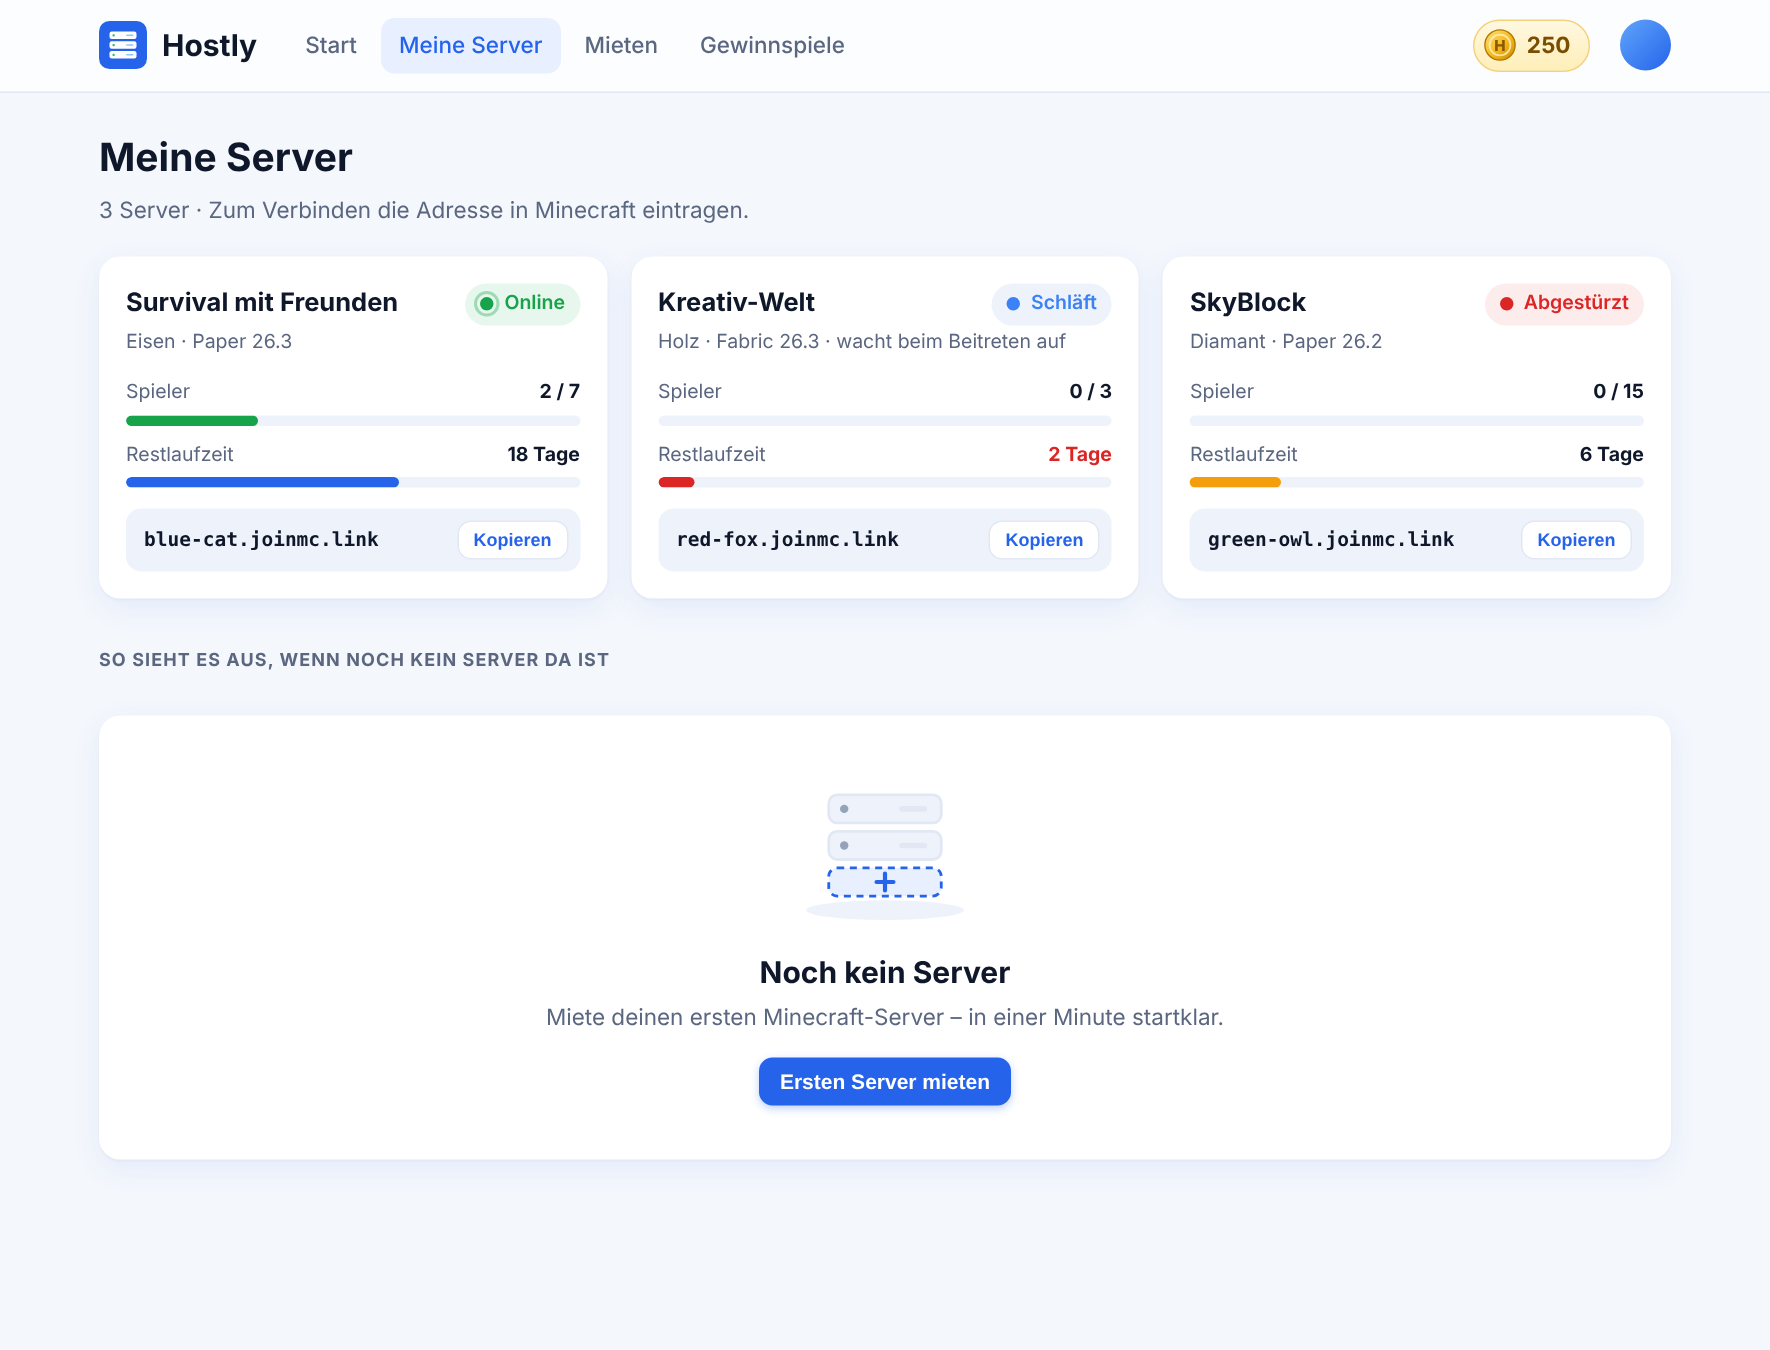 Hostly Start Meine Server Mieten Gewinnspiele H 250
Meine Server
3 Server · Zum Verbinden die Adresse in Minecraft eintragen.
Survival mit Freunden Online
Eisen · Paper 26.3
Spieler 2 / 7
Restlaufzeit 18 Tage
blue-cat.joinmc.link Kopieren
Kreativ-Welt Schläft
Holz · Fabric 26.3 · wacht beim Beitreten auf
Spieler 0 / 3
Restlaufzeit 2 Tage
red-fox.joinmc.link Kopieren
SkyBlock Abgestürzt
Diamant · Paper 26.2
Spieler 0 / 15
Restlaufzeit 6 Tage
green-owl.joinmc.link Kopieren
SO SIEHT ES AUS, WENN NOCH KEIN SERVER DA IST
Noch kein Server
Miete deinen ersten Minecraft-Server – in einer Minute startklar.
Ersten Server mieten